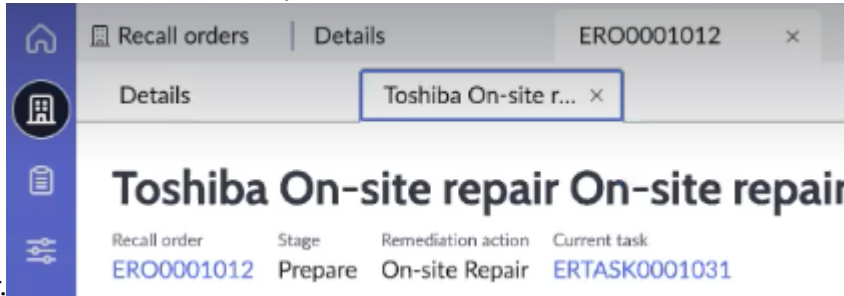 Recall orders | Details ERO0001012 ×
Details Toshiba On-site r... ×
Toshiba On-site repair On-site repair
Recall order Stage Remediation action Current task
ERO0001012 Prepare On-site Repair ERTASK0001031